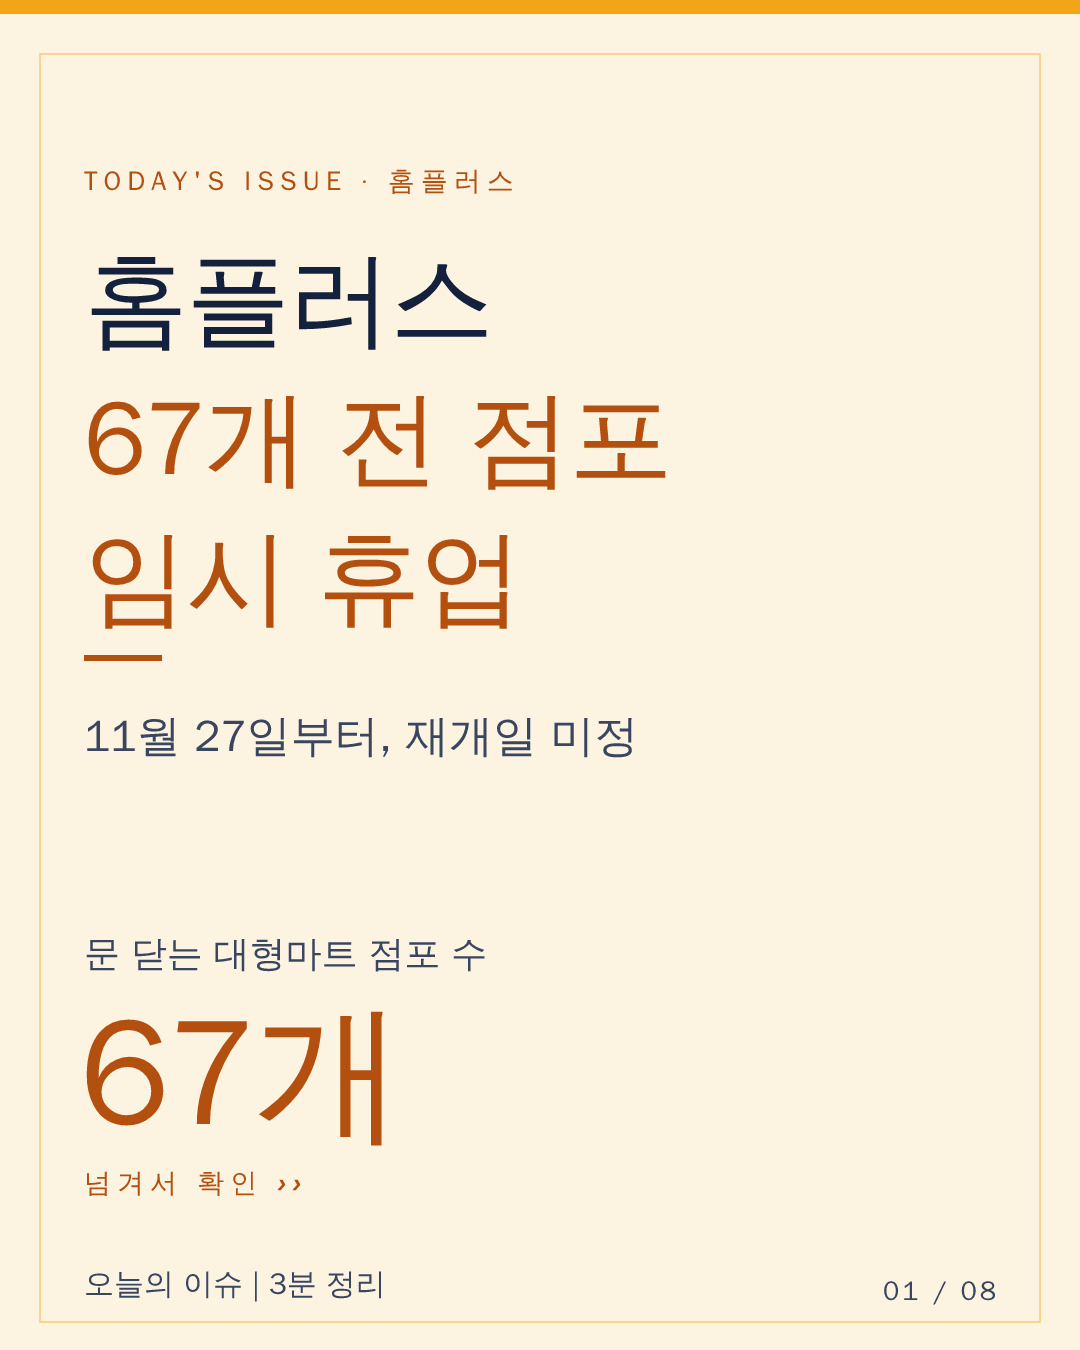 TODAY'S ISSUE · 홈플러스
홈플러스
67개 전 점포
임시 휴업
11월 27일부터, 재개일 미정
문 닫는 대형마트 점포 수
67개
넘겨서 확인 ››
오늘의 이슈 | 3분 정리
01 / 08